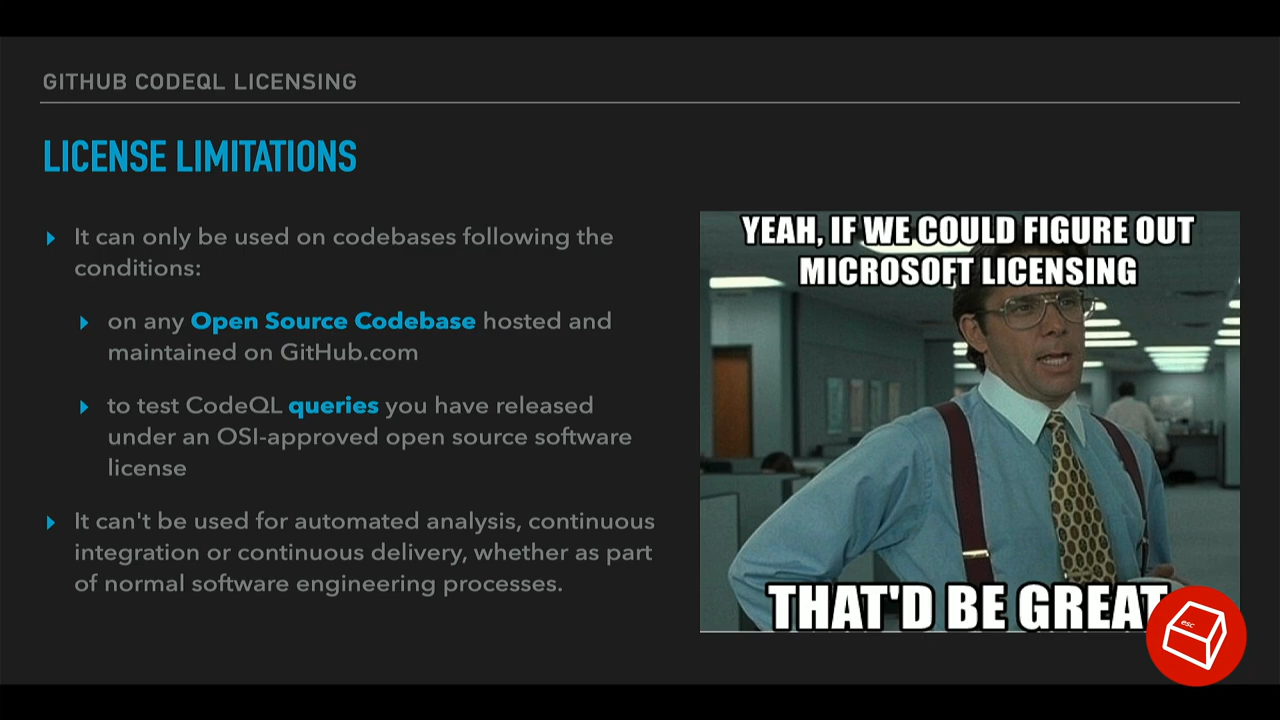 GITHUB CODEQL LICENSING
LICENSE LIMITATIONS
It can only be used on codebases following the
conditions:
on any Open Source Codebase hosted and
maintained on GitHub.com
to test CodeQL queries you have released
under an OSI-approved open source software
license
It can't be used for automated analysis, continuous
integration or continuous delivery, whether as part
of normal software engineering processes.
YEAH, IF WE COULD FIGURE OUT
MICROSOFT LICENSING
THAT'D BE GREAT
esc